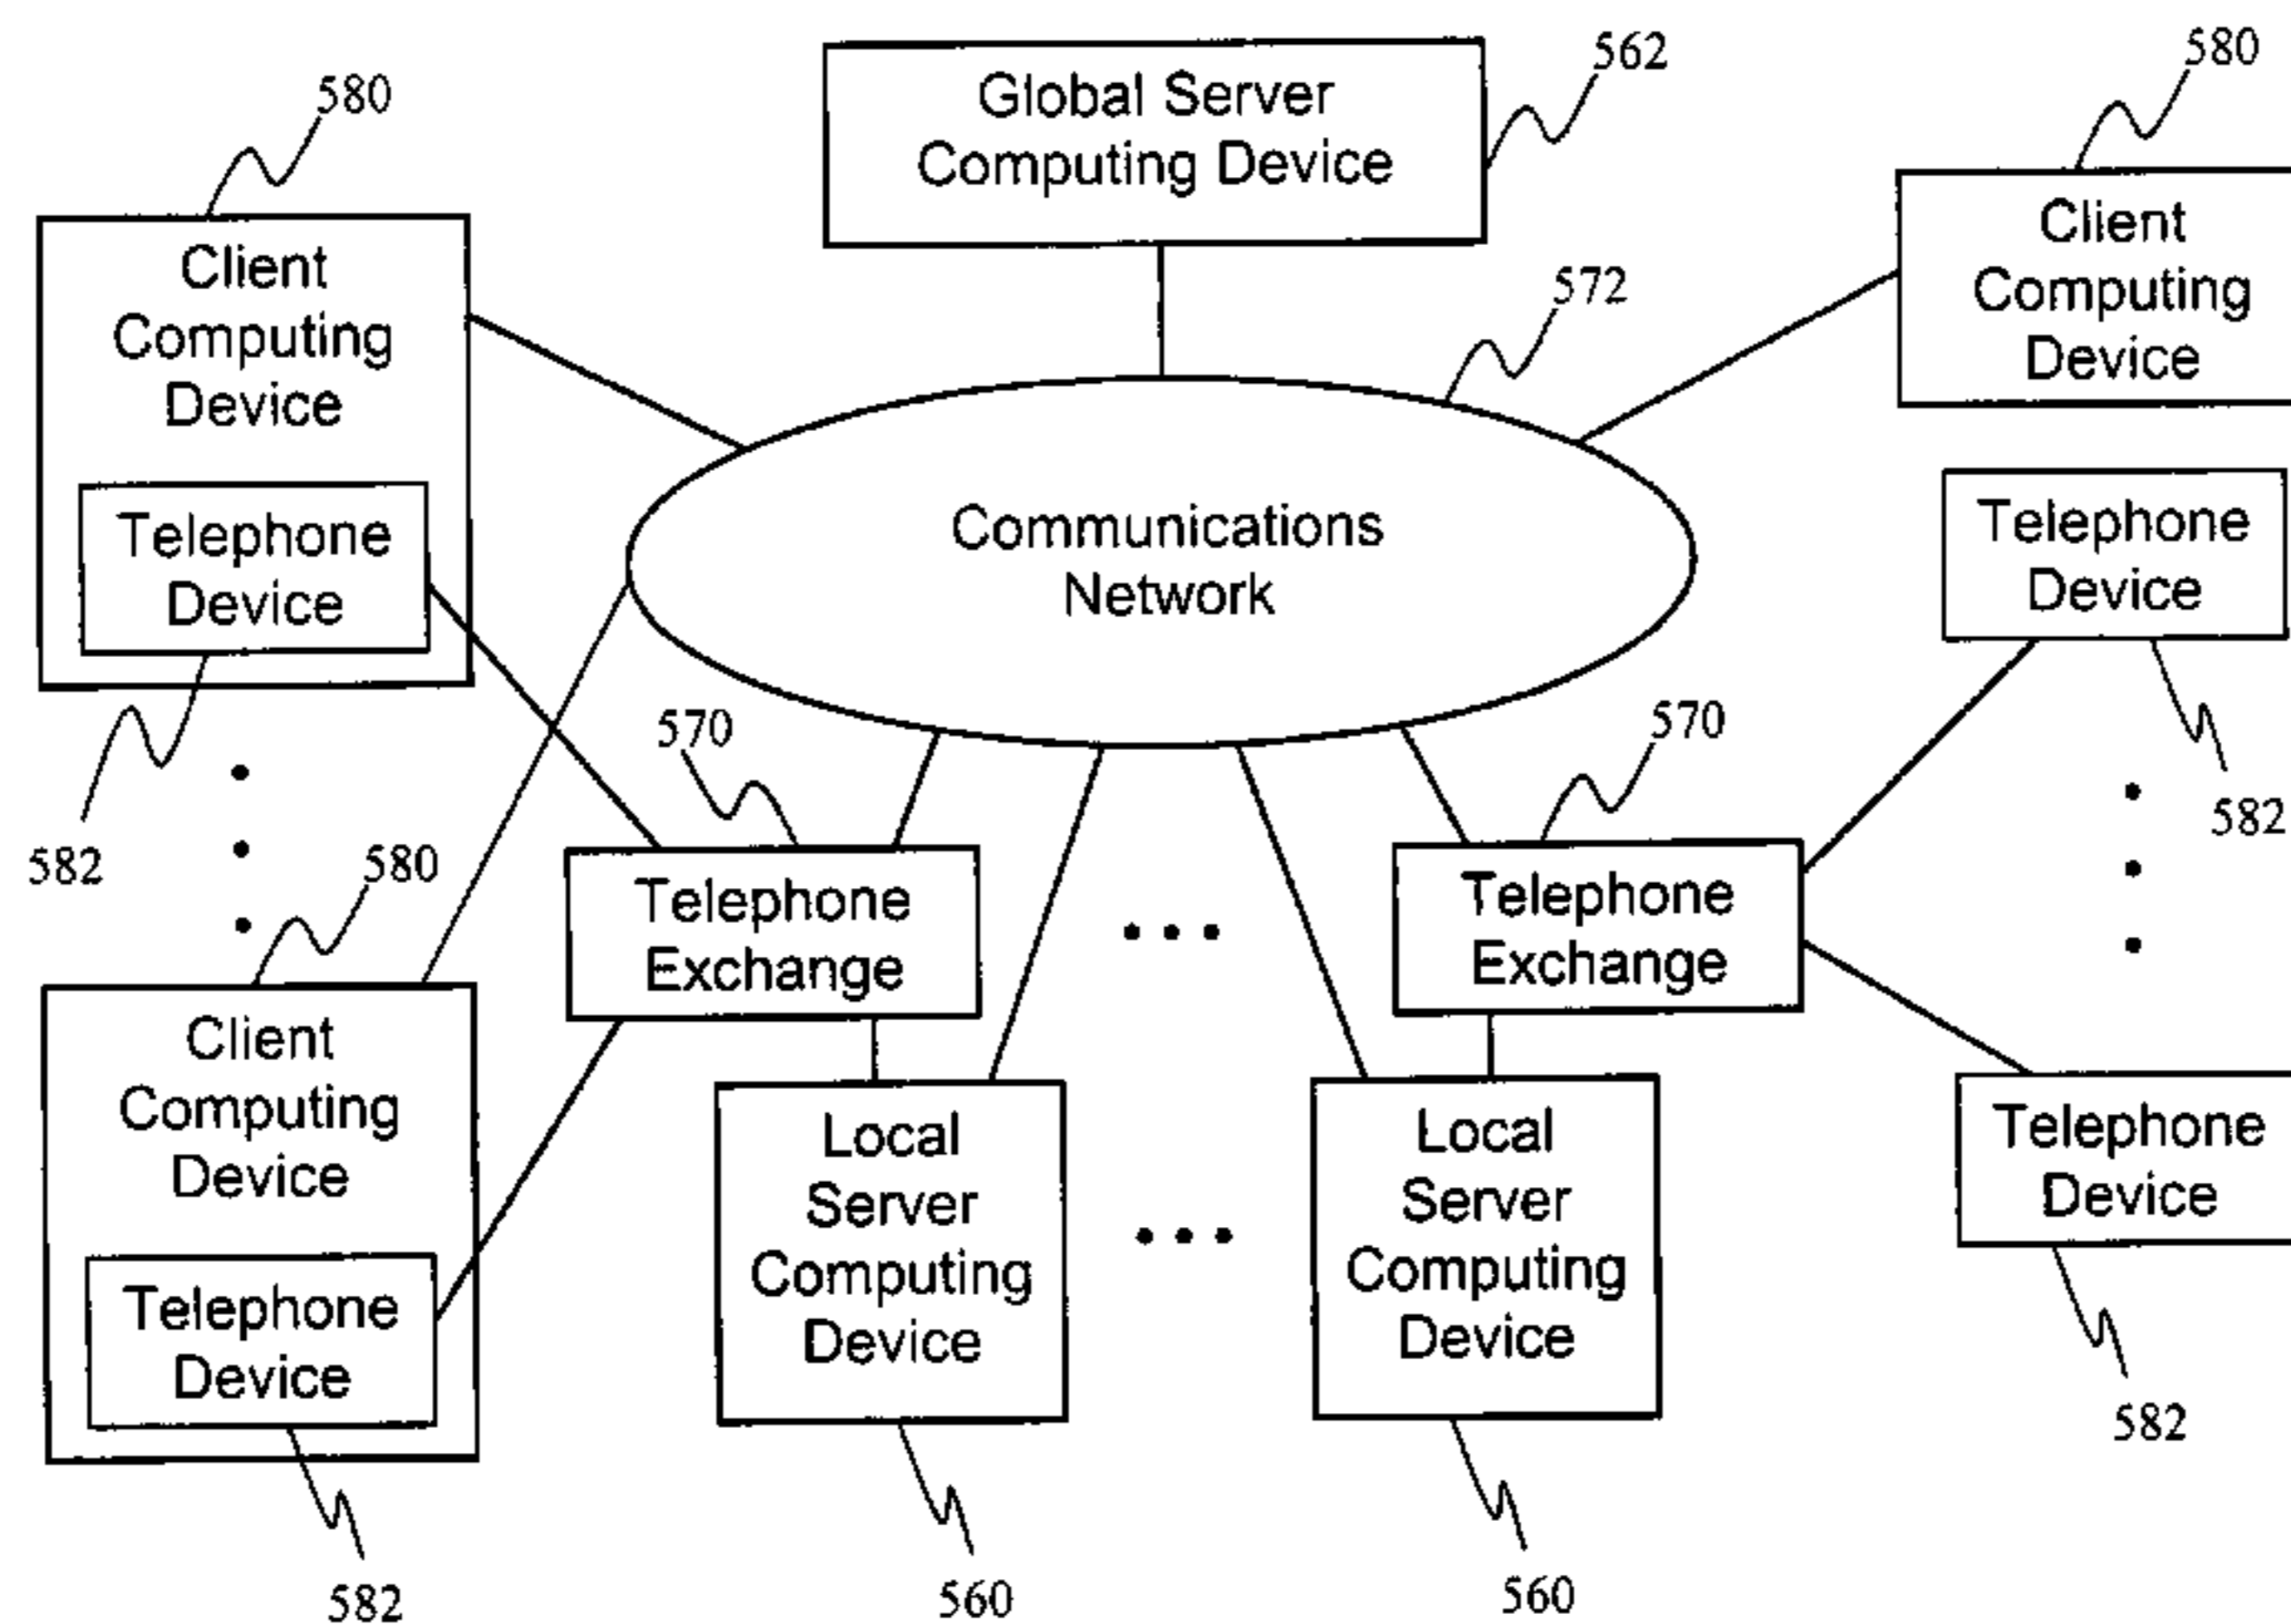 562
580
580
Global Server
Computing Device
Client
Computing
Device
Client
Computing
Device
572
Telephone
Device
Communications
Network
Telephone
Device
582
570
570
582
580
Telephone
Exchange
Telephone
Exchange
Client
Computing
Device
Local
Server
Computing
Device
Local
Server
Computing
Device
Telephone
Device
Telephone
Device
582
582
560
560